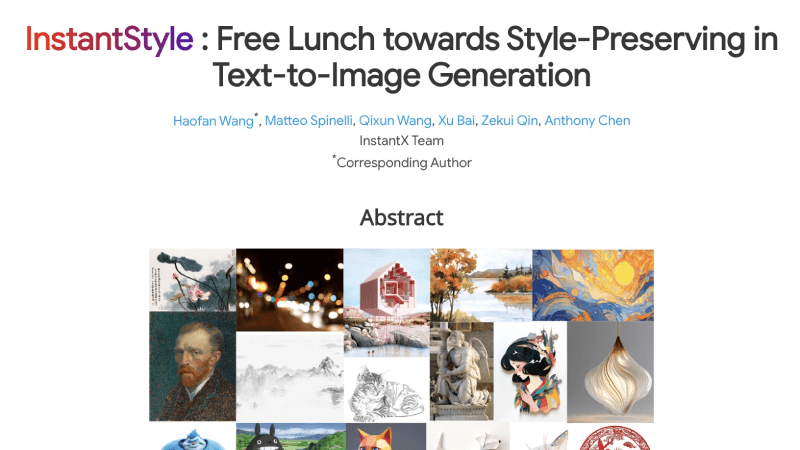 InstantStyle : Free Lunch towards Style-Preserving in
Text-to-Image Generation
Haofan Wang*, Matteo Spinelli, Qixun Wang, Xu Bai, Zekui Qin, Anthony Chen
InstantX Team
*Corresponding Author
Abstract